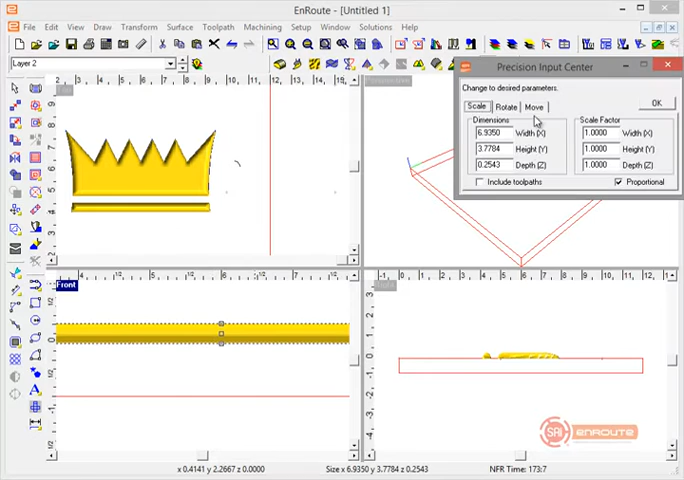 EnRoute - [Untitled 1]
File Edit View Draw Transform Surface Toolpath Machining Setup Window Solutions Help
Layer 2
Precision Input Center
Change to desired parameters.
Scale Rotate Move
OK
Dimensions
Scale Factor
6.9350 Width (X) 1.0000 Width (X)
3.7784 Height (Y) 1.0000 Height (Y)
0.2543 Depth (Z) 1.0000 Depth (Z)
Include toolpaths
Proportional
Front
SAi ENROUTE
x 0.4141 y 2.2667 z 0.0000
Size x 6.9350 y 3.7784 z 0.2543
NFR Time: 173:7